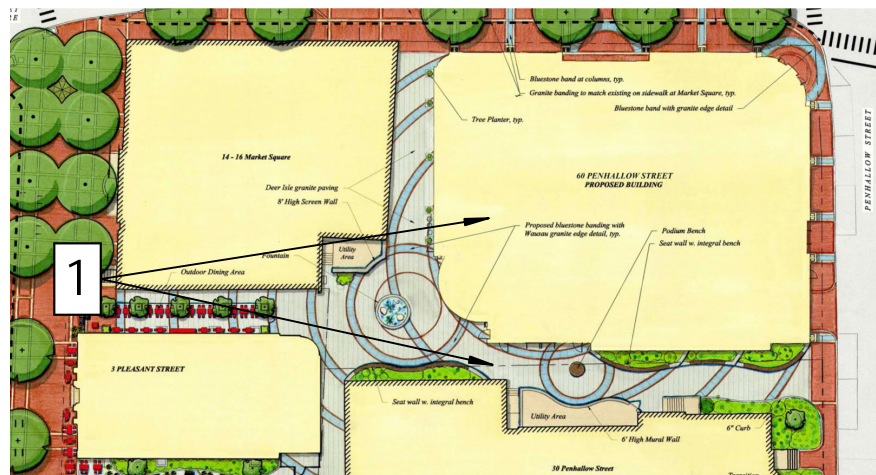 RE
PENHALLOW STREET
Bluestone band at columns, typ.
Granite banding to match existing on sidewalk at Market Square, typ.
Bluestone band with granite edge detail
Tree Planter, typ.
14 - 16 Market Square
60 PENHALLOW STREET
PROPOSED BUILDING
Deer Isle granite paving
8' High Screen Wall
Proposed bluestone banding with
Wausau granite edge detail, typ.
Podium Bench
Seat wall w. integral bench
Utility
Area
Fountain
1
Outdoor Dining Area
3 PLEASANT STREET
Seat wall w. integral bench
Utility Area
6' High Mural Wall
6" Curb
30 Penhallow Street